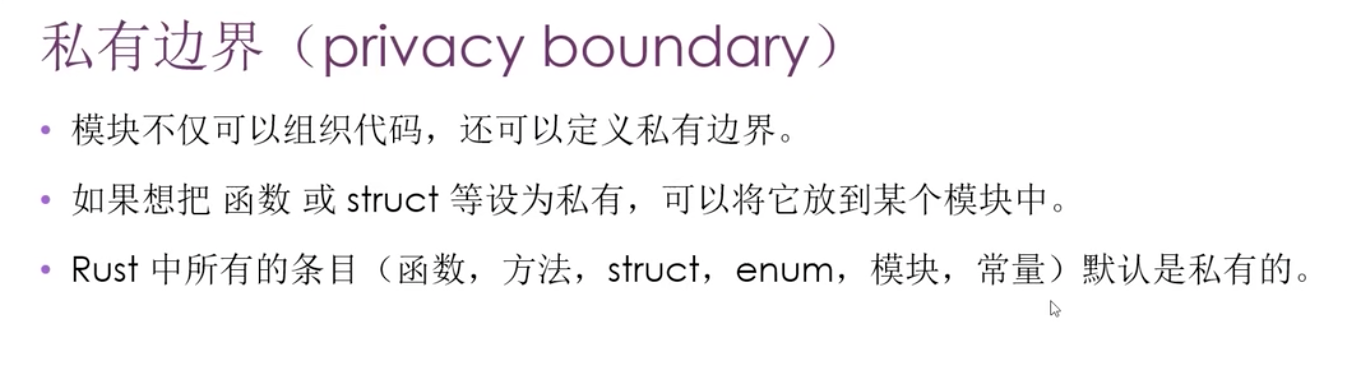 私有边界（privacy boundary）
• 模块不仅可以组织代码，还可以定义私有边界。
• 如果想把 函数 或 struct 等设为私有，可以将它放到某个模块中。
• Rust 中所有的条目（函数，方法，struct，enum，模块，常量）默认是私有的。